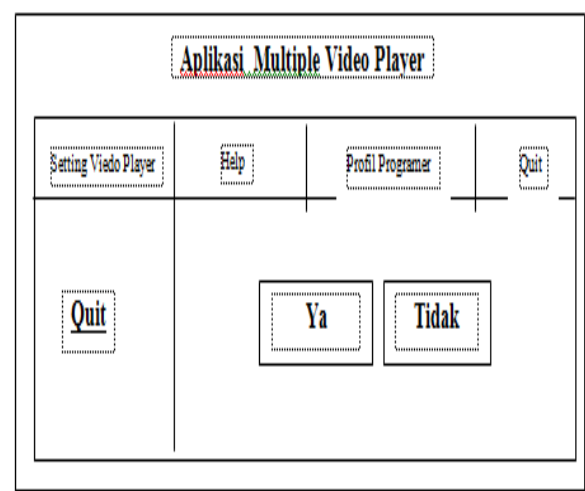 Aplikasi Multiple Video Player
Setting Viedo Player Help Profil Programer Quit
Quit Ya Tidak